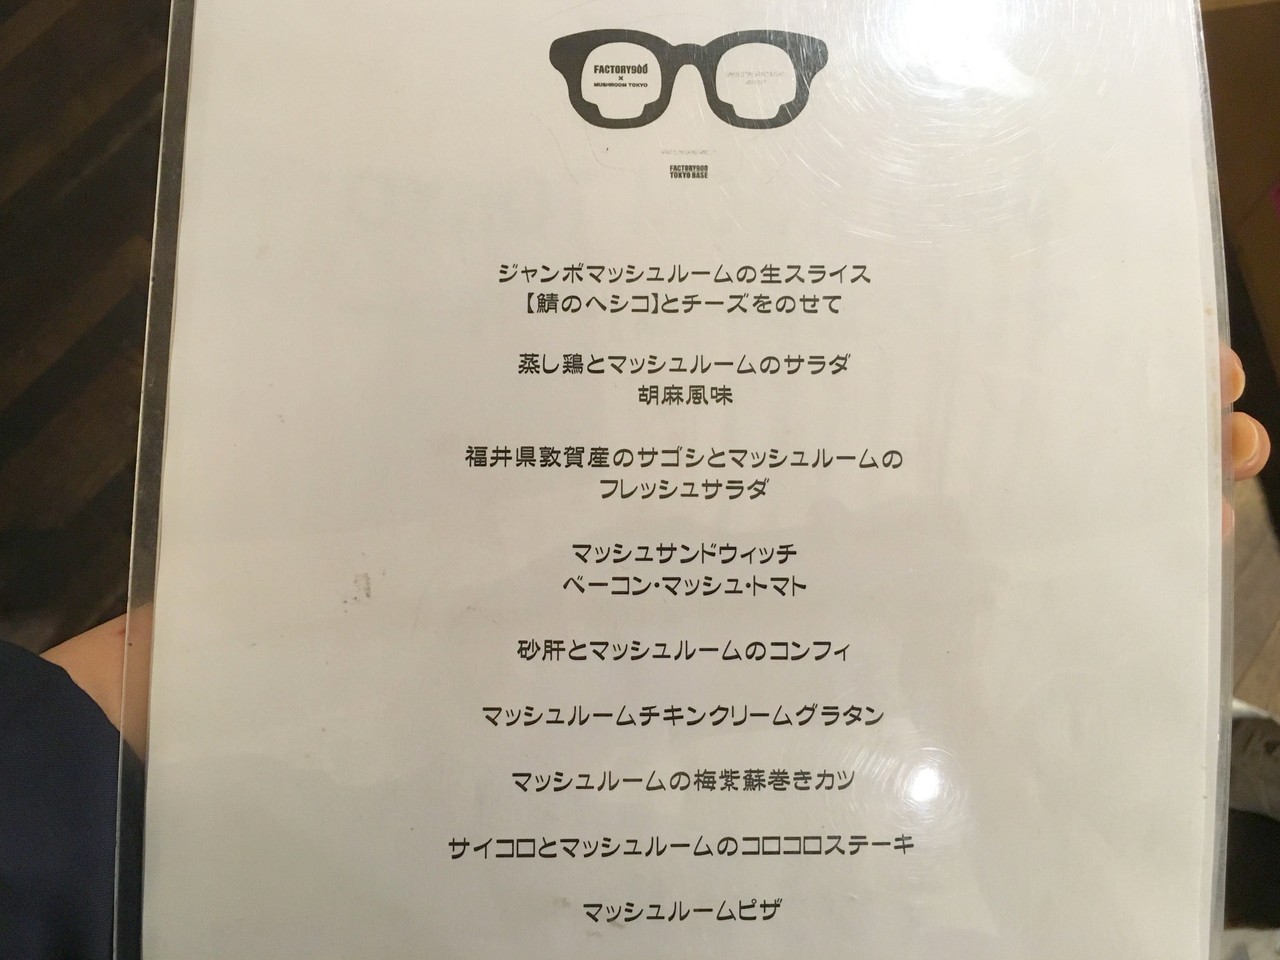 FACTORY900
×
MUSHROOM TOKYO
FACTORY900
TOKYO BASE
ジャンボマッシュルームの生スライス
【鯖のヘシコ】とチーズをのせて
蒸し鶏とマッシュルームのサラダ
胡麻風味
福井県敦賀産のサゴシとマッシュルームの
フレッシュサラダ
マッシュサンドウィッチ
ベーコン・マッシュ・トマト
砂肝とマッシュルームのコンフィ
マッシュルームチキンクリームグラタン
マッシュルームの梅紫蘇巻きカツ
サイコロとマッシュルームのコロコロステーキ
マッシュルームピザ